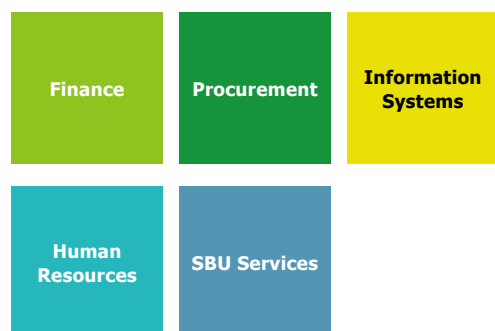 Finance
Procurement
Information
Systems
Human
Resources
SBU Services